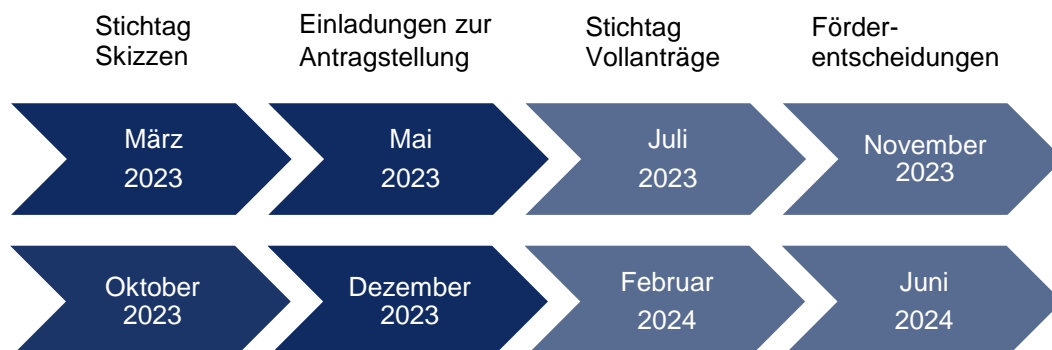 Stichtag
Skizzen
Einladungen zur
Antragstellung
Stichtag
Vollanträge
Förder-
entscheidungen
März
2023
Mai
2023
Juli
2023
November
2023
Oktober
2023
Dezember
2023
Februar
2024
Juni
2024